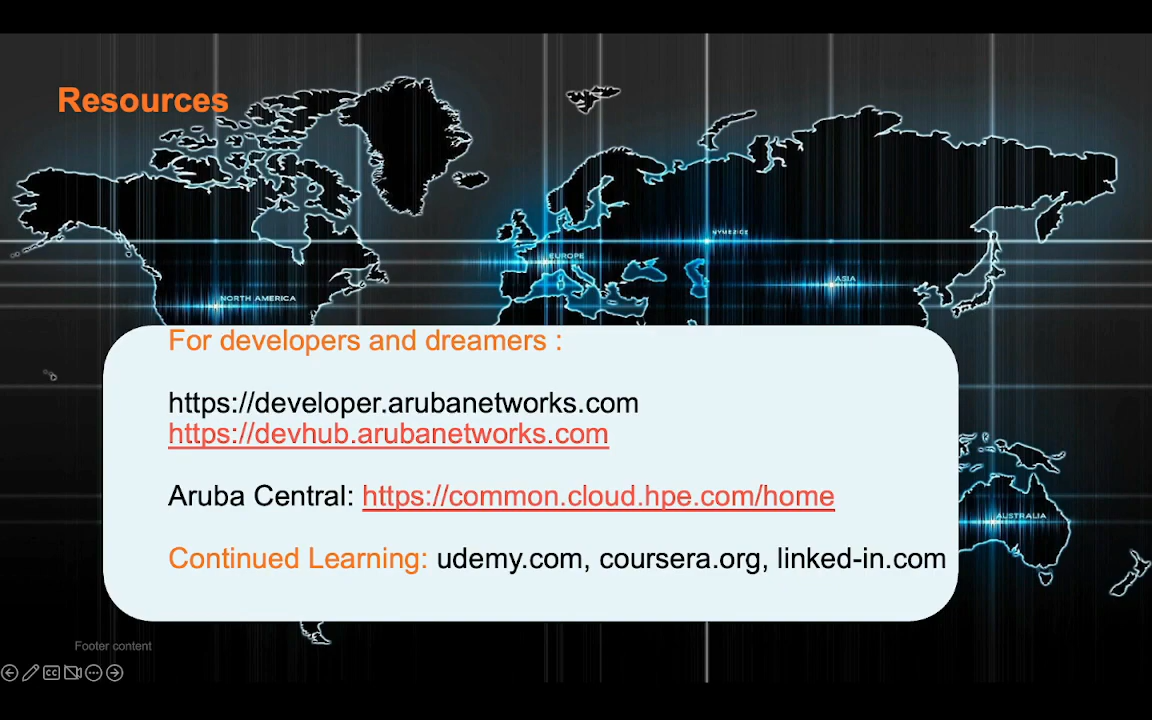 Resources
NORTH AMERICA
EUROPE
ASIA
AUSTRALIA
For developers and dreamers :
https://developer.arubanetworks.com
https://devhub.arubanetworks.com
Aruba Central: https://common.cloud.hpe.com/home
Continued Learning: udemy.com, coursera.org, linked-in.com
Footer content
CC